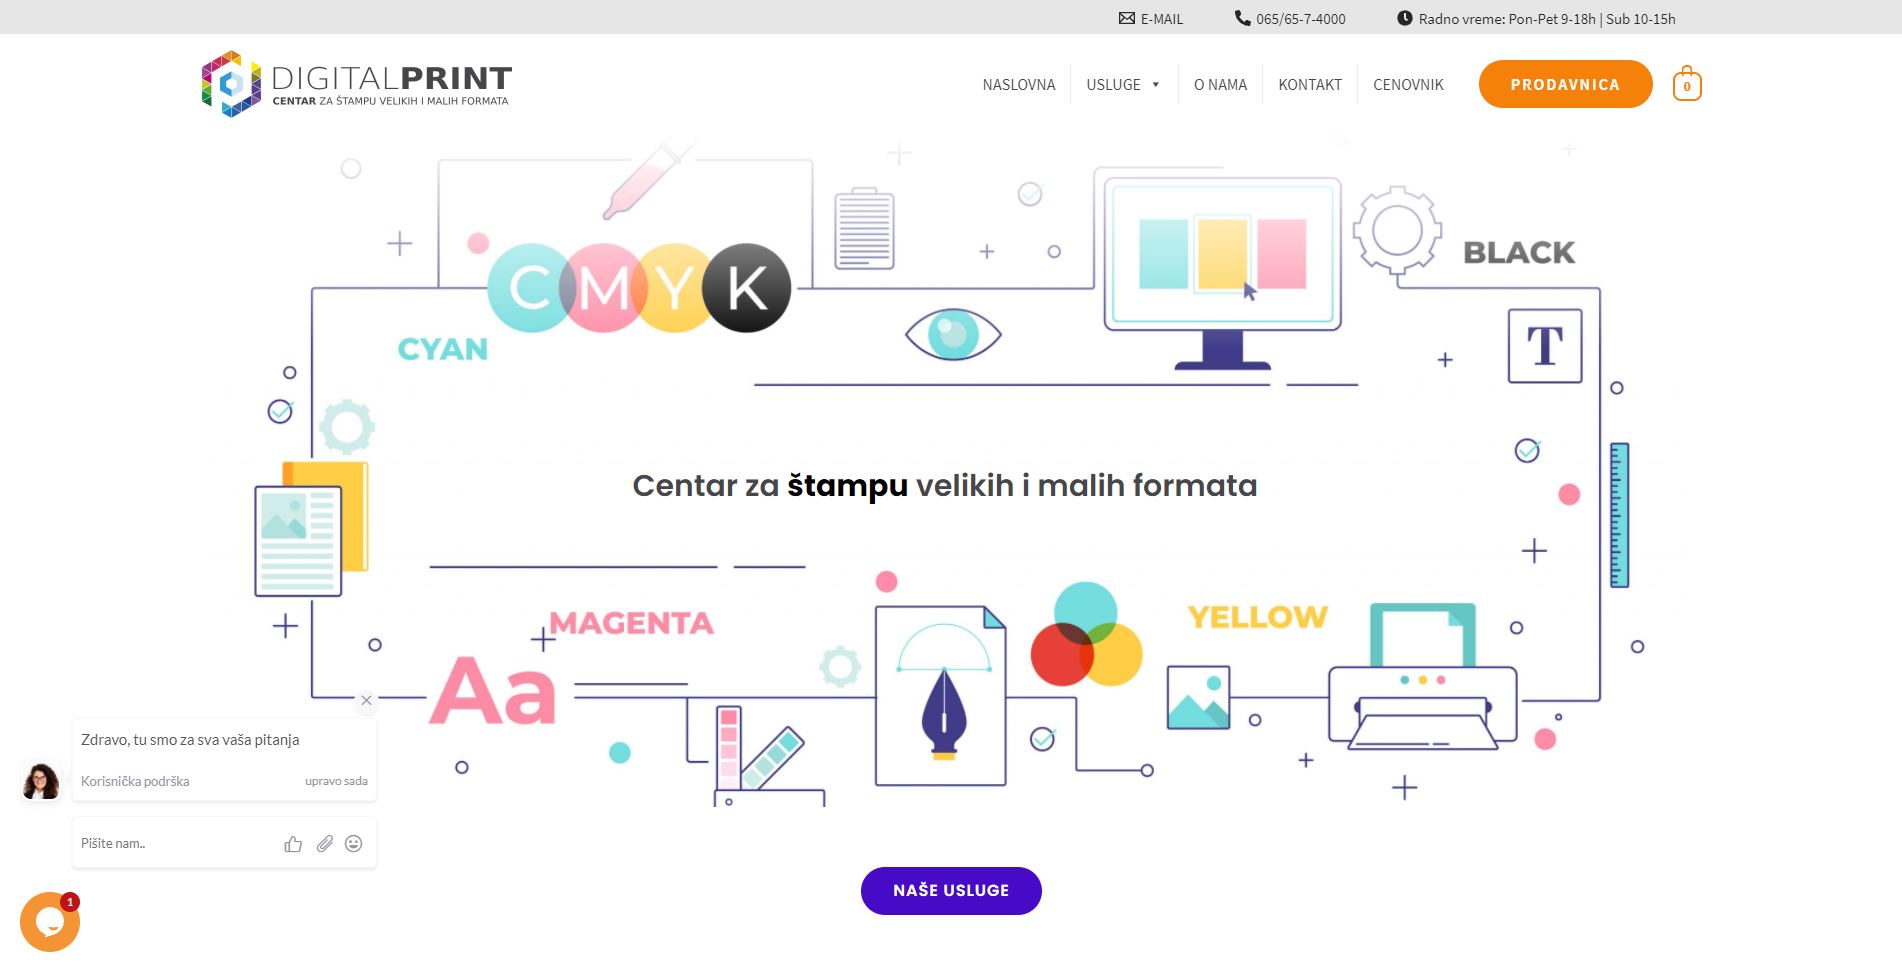 E-MAIL
065/65-7-4000
Radno vreme: Pon-Pet 9-18h | Sub 10-15h
DIGITALPRINT
CENTAR ZA ŠTAMPU VELIKIH I MALIH FORMATA
NASLOVNA
USLUGE
O NAMA
KONTAKT
CENOVNIK
PRODAVNICA
0
CMYK
BLACK
CYAN
T
Centar za štampu velikih i malih formata
MAGENTA
YELLOW
Aa
Zdravo, tu smo za sva vaša pitanja
Korisnička podrška
upravo sada
Pišite nam..
NAŠE USLUGE
1